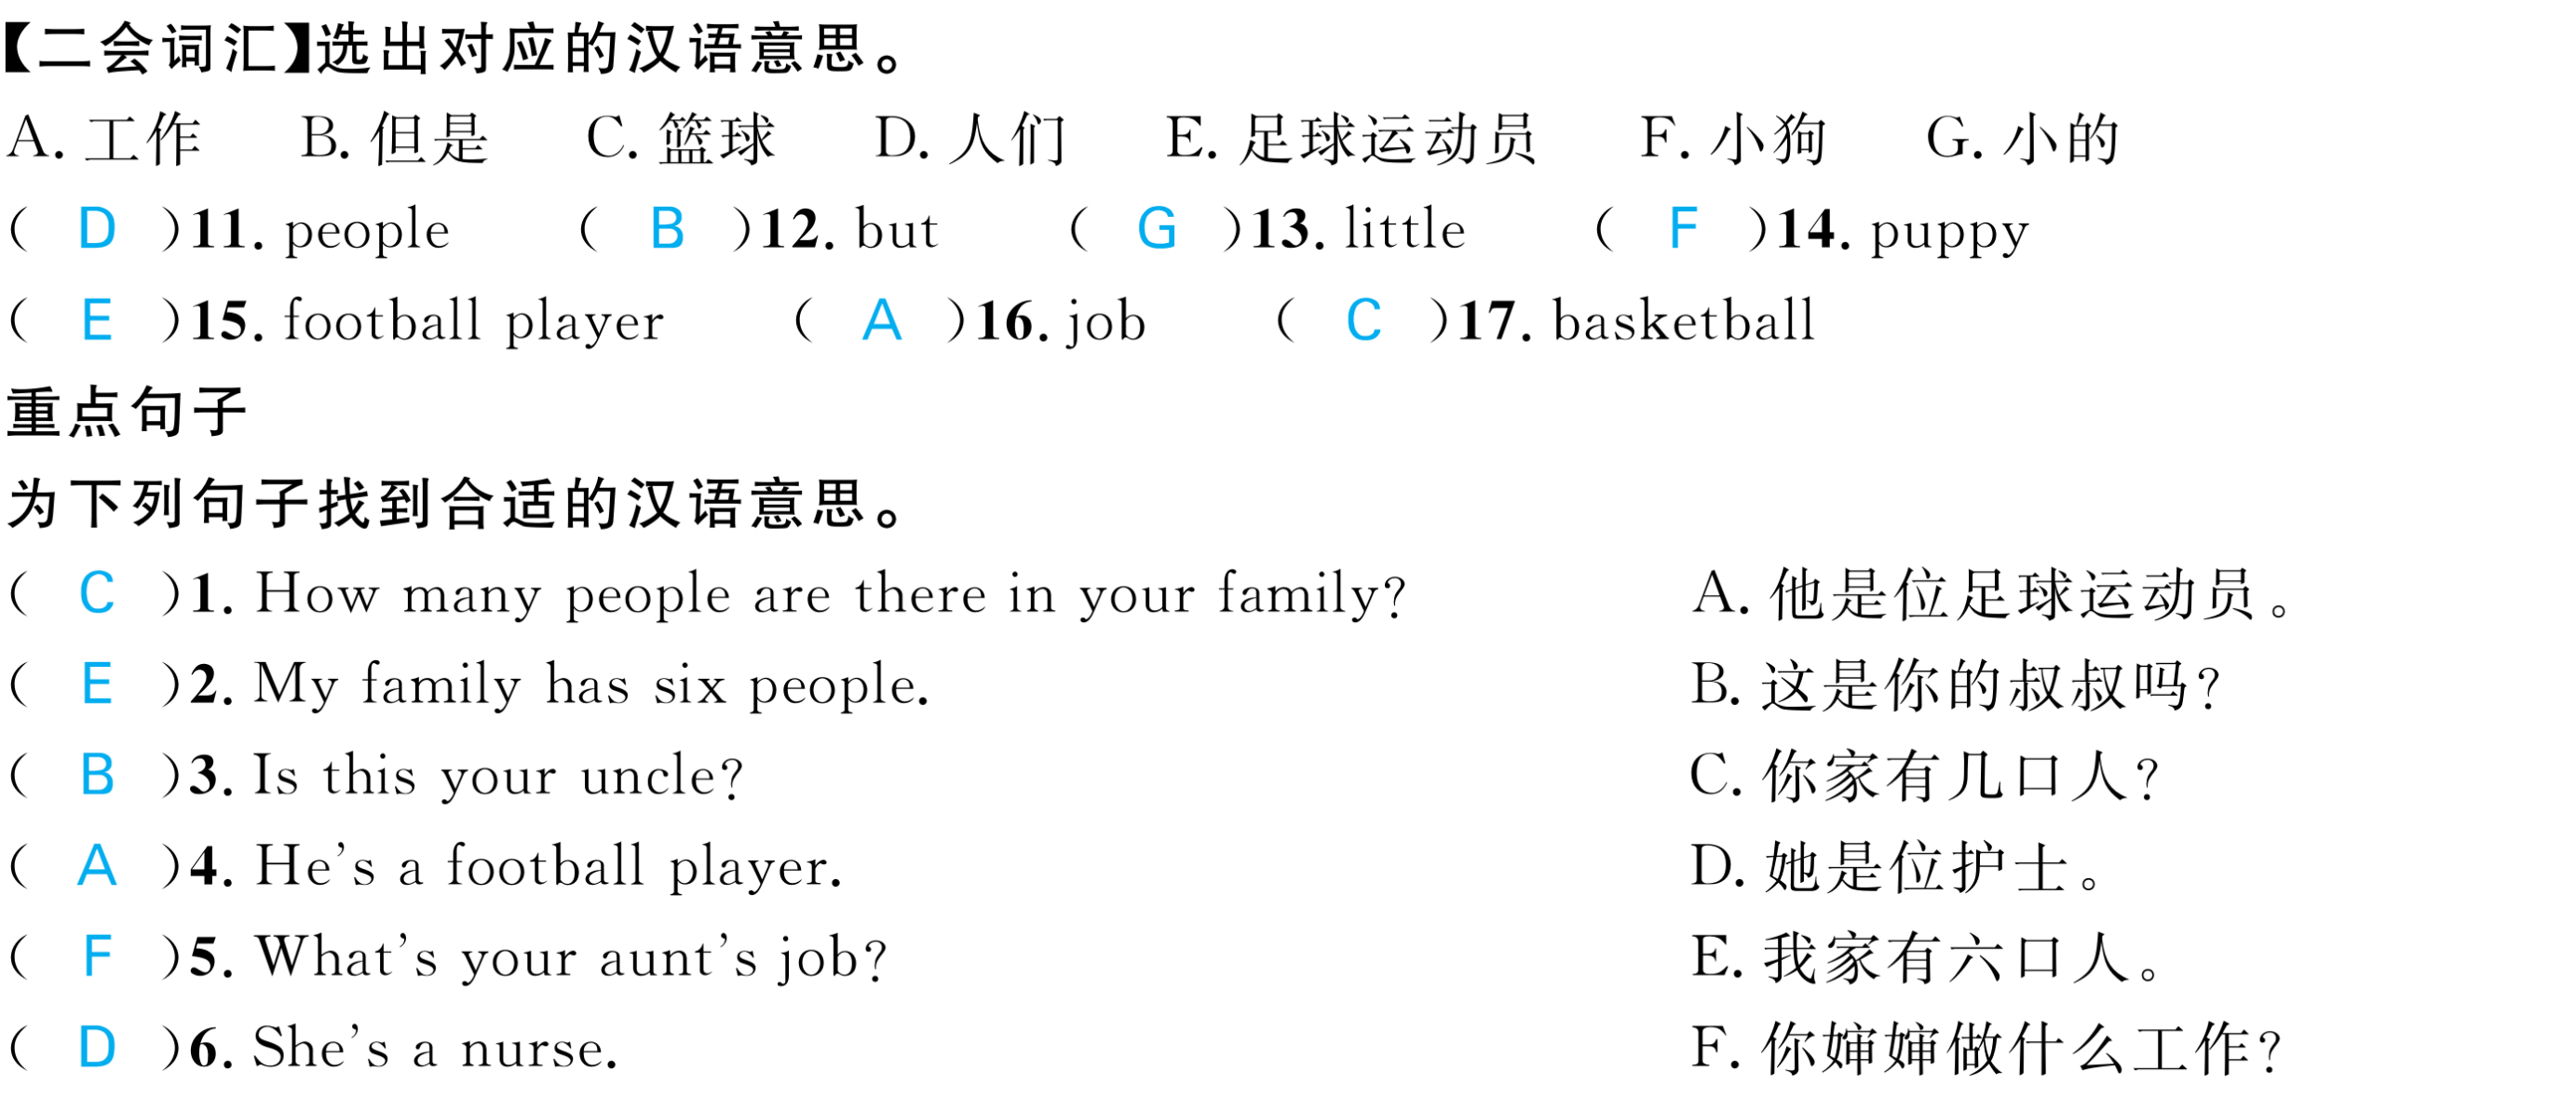 【二会词汇】选出对应的汉语意思。
A. 工作 B. 但是 C. 篮球 D. 人们 E. 足球运动员 F. 小狗 G. 小的
( D )11. people ( B )12. but ( G )13. little ( F )14. puppy
( E )15. football player ( A )16. job ( C )17. basketball
重点句子
为下列句子找到合适的汉语意思。
( C )1. How many people are there in your family? A. 他是位足球运动员。
( E )2. My family has six people. B. 这是你的叔叔吗?
( B )3. Is this your uncle? C. 你家有几口人?
( A )4. He's a football player. D. 她是位护士。
( F )5. What's your aunt's job? E. 我家有六口人。
( D )6. She's a nurse. F. 你婶婶做什么工作?